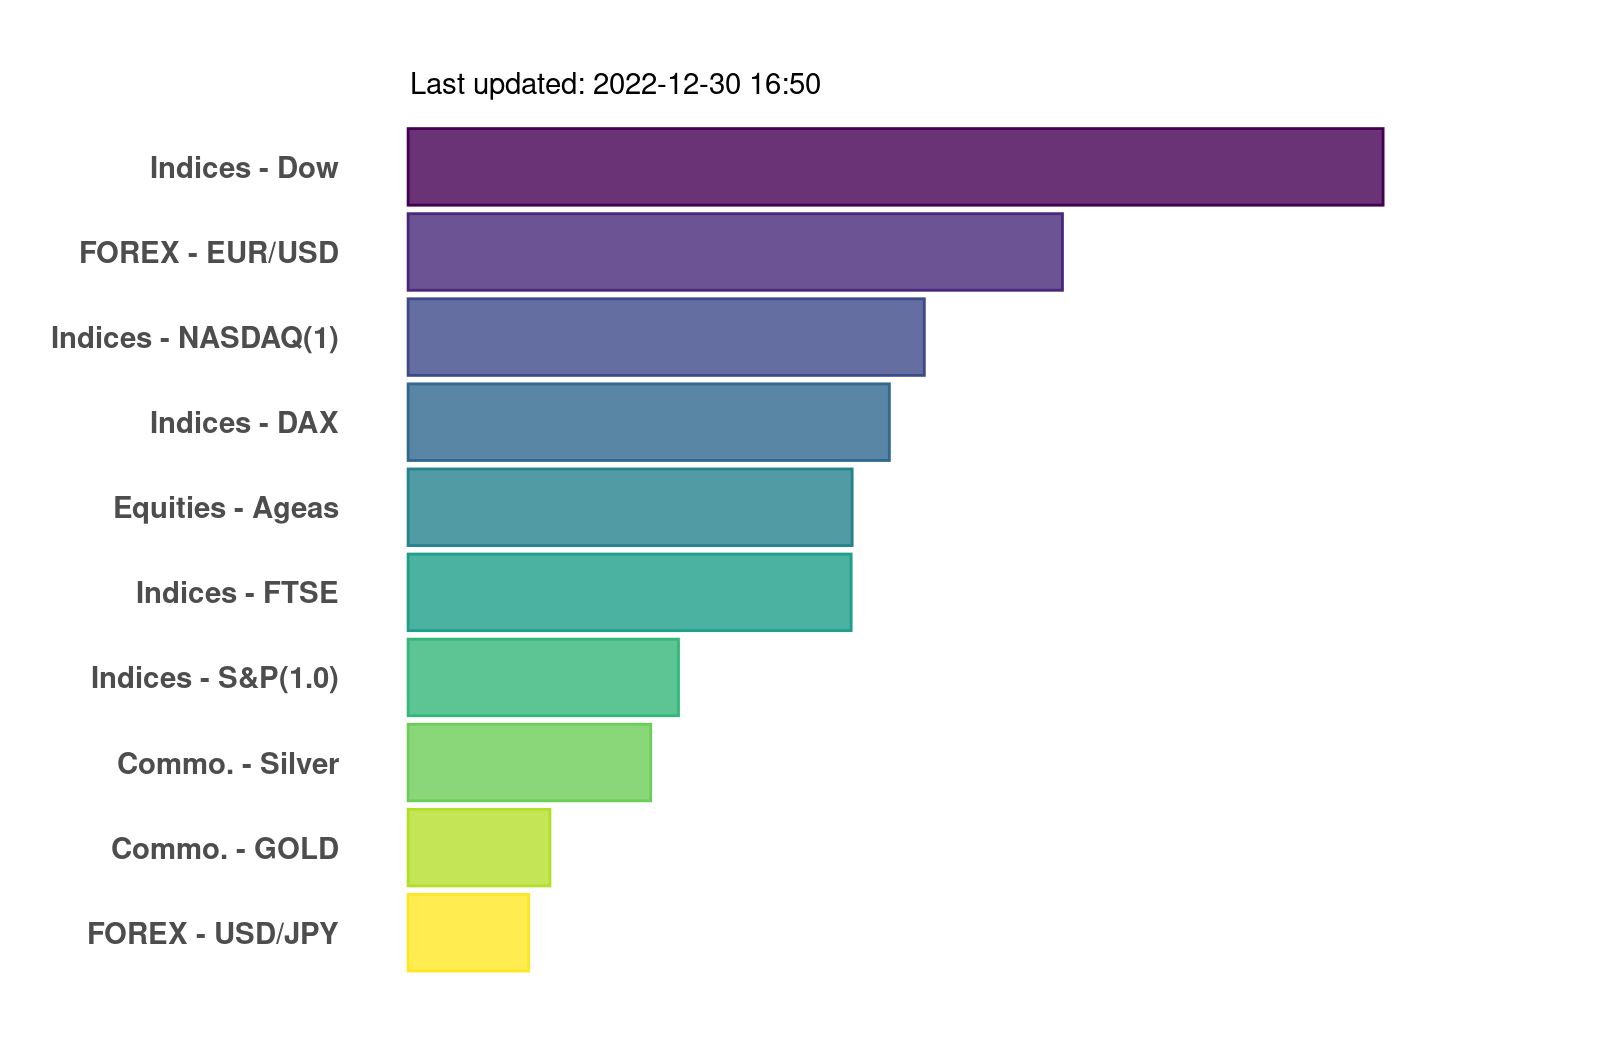 Last updated: 2022-12-30 16:50
Indices - Dow
FOREX - EUR/USD
Indices - NASDAQ(1)
Indices - DAX
Equities - Ageas
Indices - FTSE
Indices - S&P(1.0)
Commo. - Silver
Commo. - GOLD
FOREX - USD/JPY